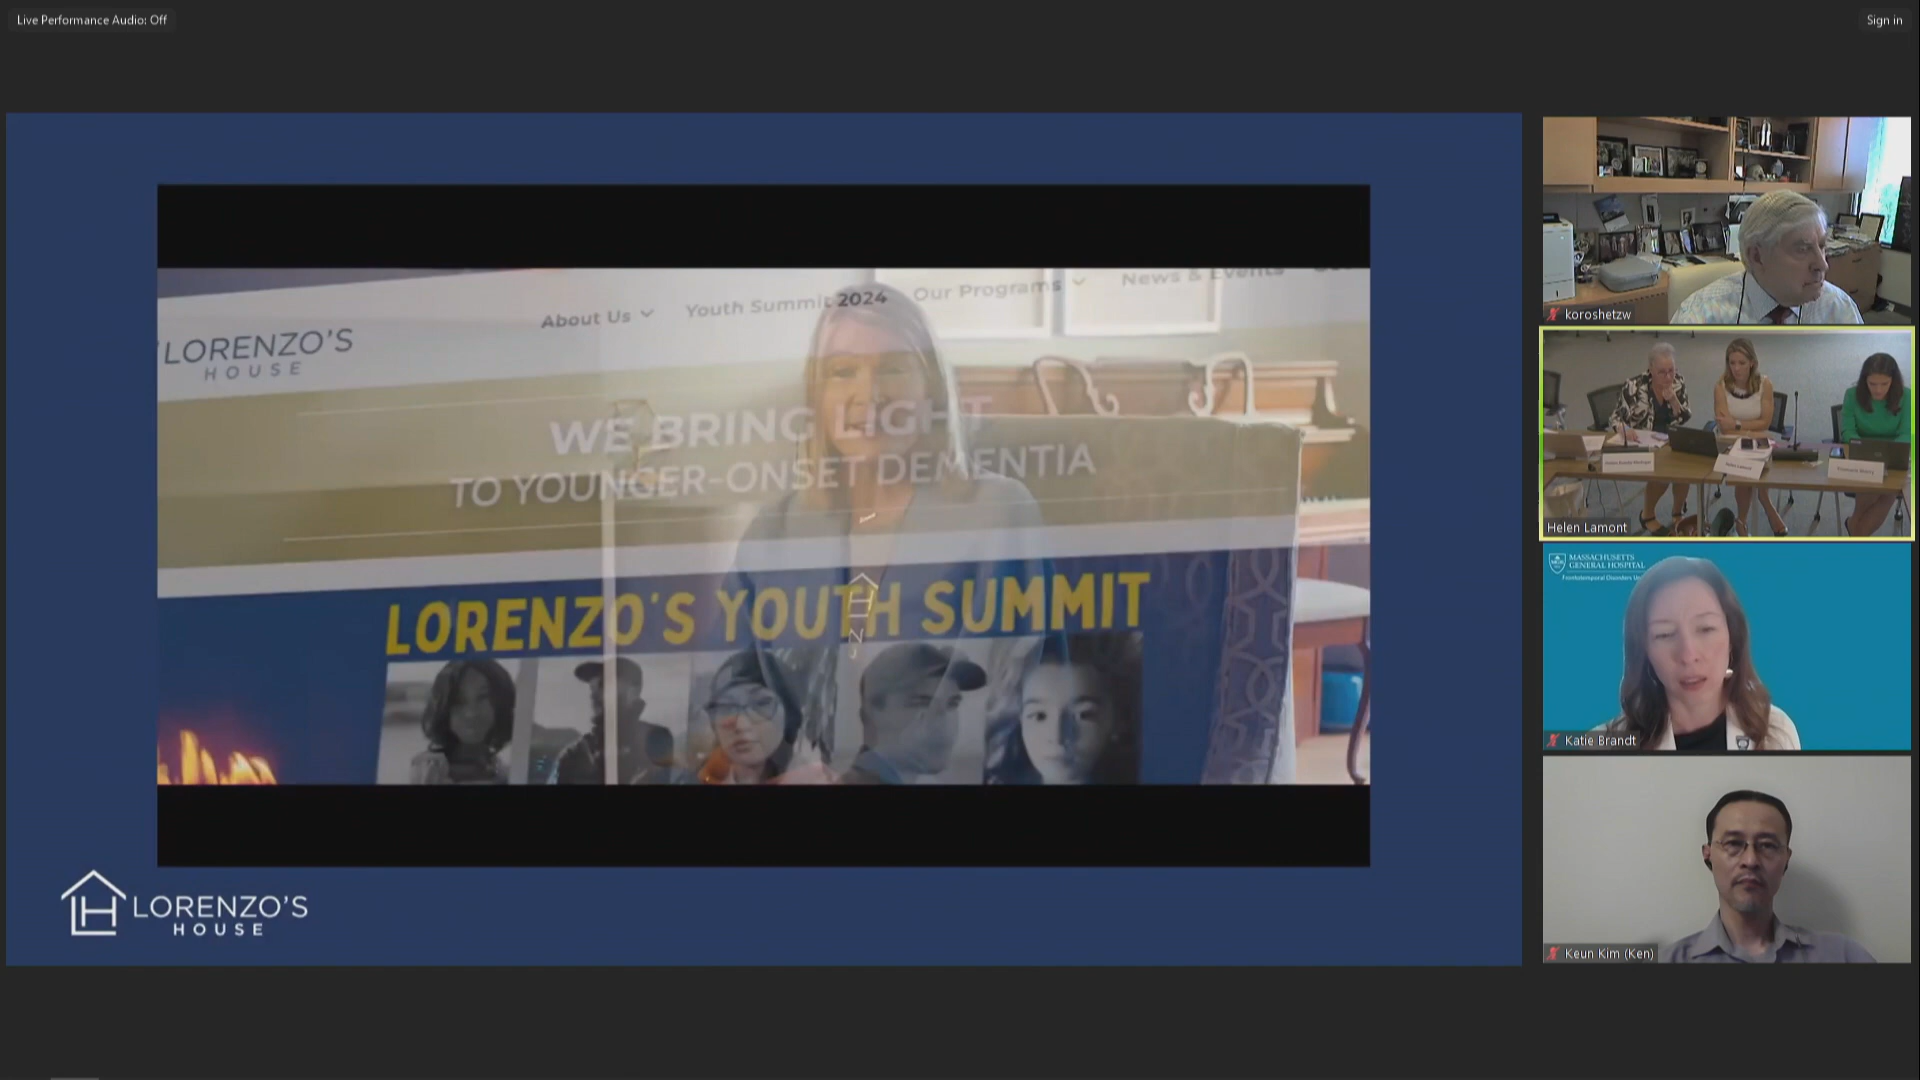 Live Performance Audio: Off
Sign in
About Us
Youth Summit 2024
Our Programs
News & Events
LORENZO'S
HOUSE
WE BRING LIGHT
TO YOUNGER-ONSET DEMENTIA
LORENZO'S YOUTH SUMMIT
LORENZO'S
HOUSE
koroshetzw
Helen Lamont
MASSACHUSETTS
GENERAL HOSPITAL
Frontotemporal Disorders
Katie Brandt
Keun Kim (Ken)